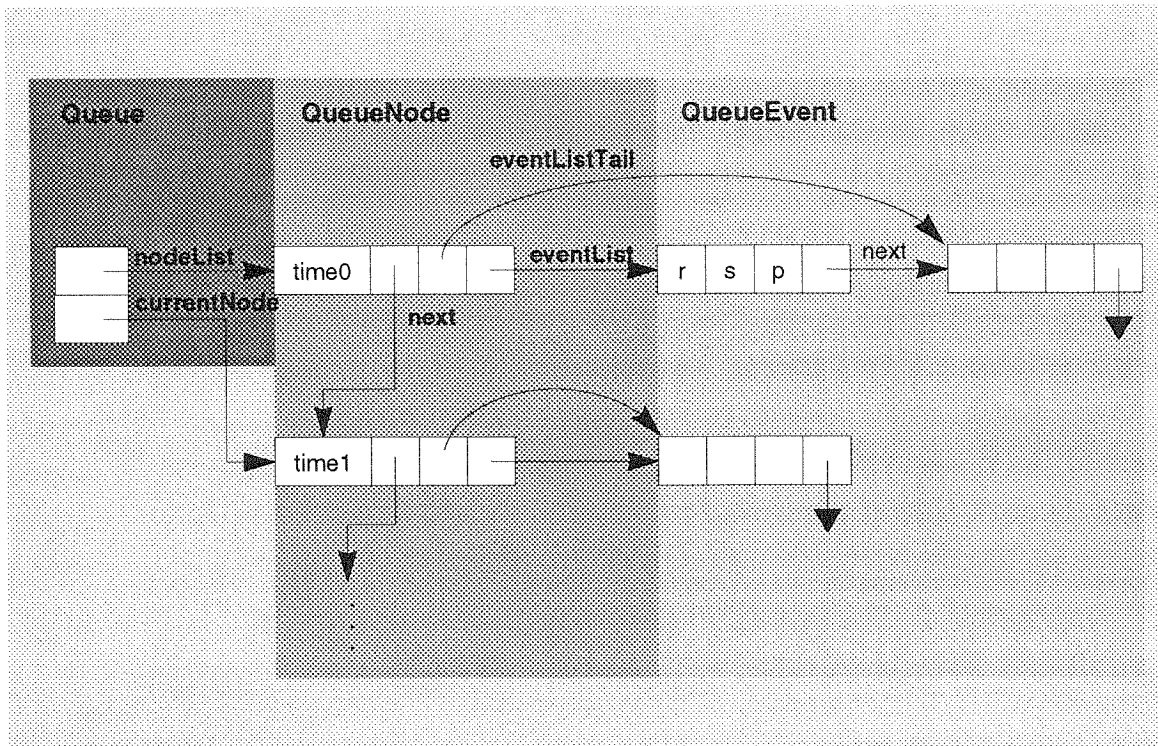 Queue QueueNode QueueEvent
eventListTail
nodeList time0 eventList r s p next
currentNode next
time1